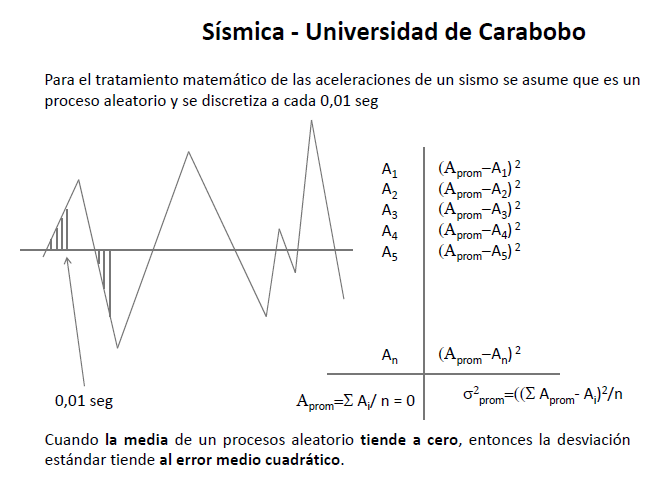 Sísmica - Universidad de Carabobo
Para el tratamiento matemático de las aceleraciones de un sismo se asume que es un
proceso aleatorio y se discretiza a cada 0,01 seg
A₁ (Aprom–A₁)²
A₂ (Aprom–A₂)²
A₃ (Aprom–A₃)²
A₄ (Aprom–A₄)²
A₅ (Aprom–A₅)²
Aₙ (Aprom–Aₙ)²
0,01 seg
Aprom=Σ Aᵢ/ n = 0
σ²prom=((Σ Aprom- Aᵢ)²/n
Cuando la media de un procesos aleatorio tiende a cero, entonces la desviación
estándar tiende al error medio cuadrático.